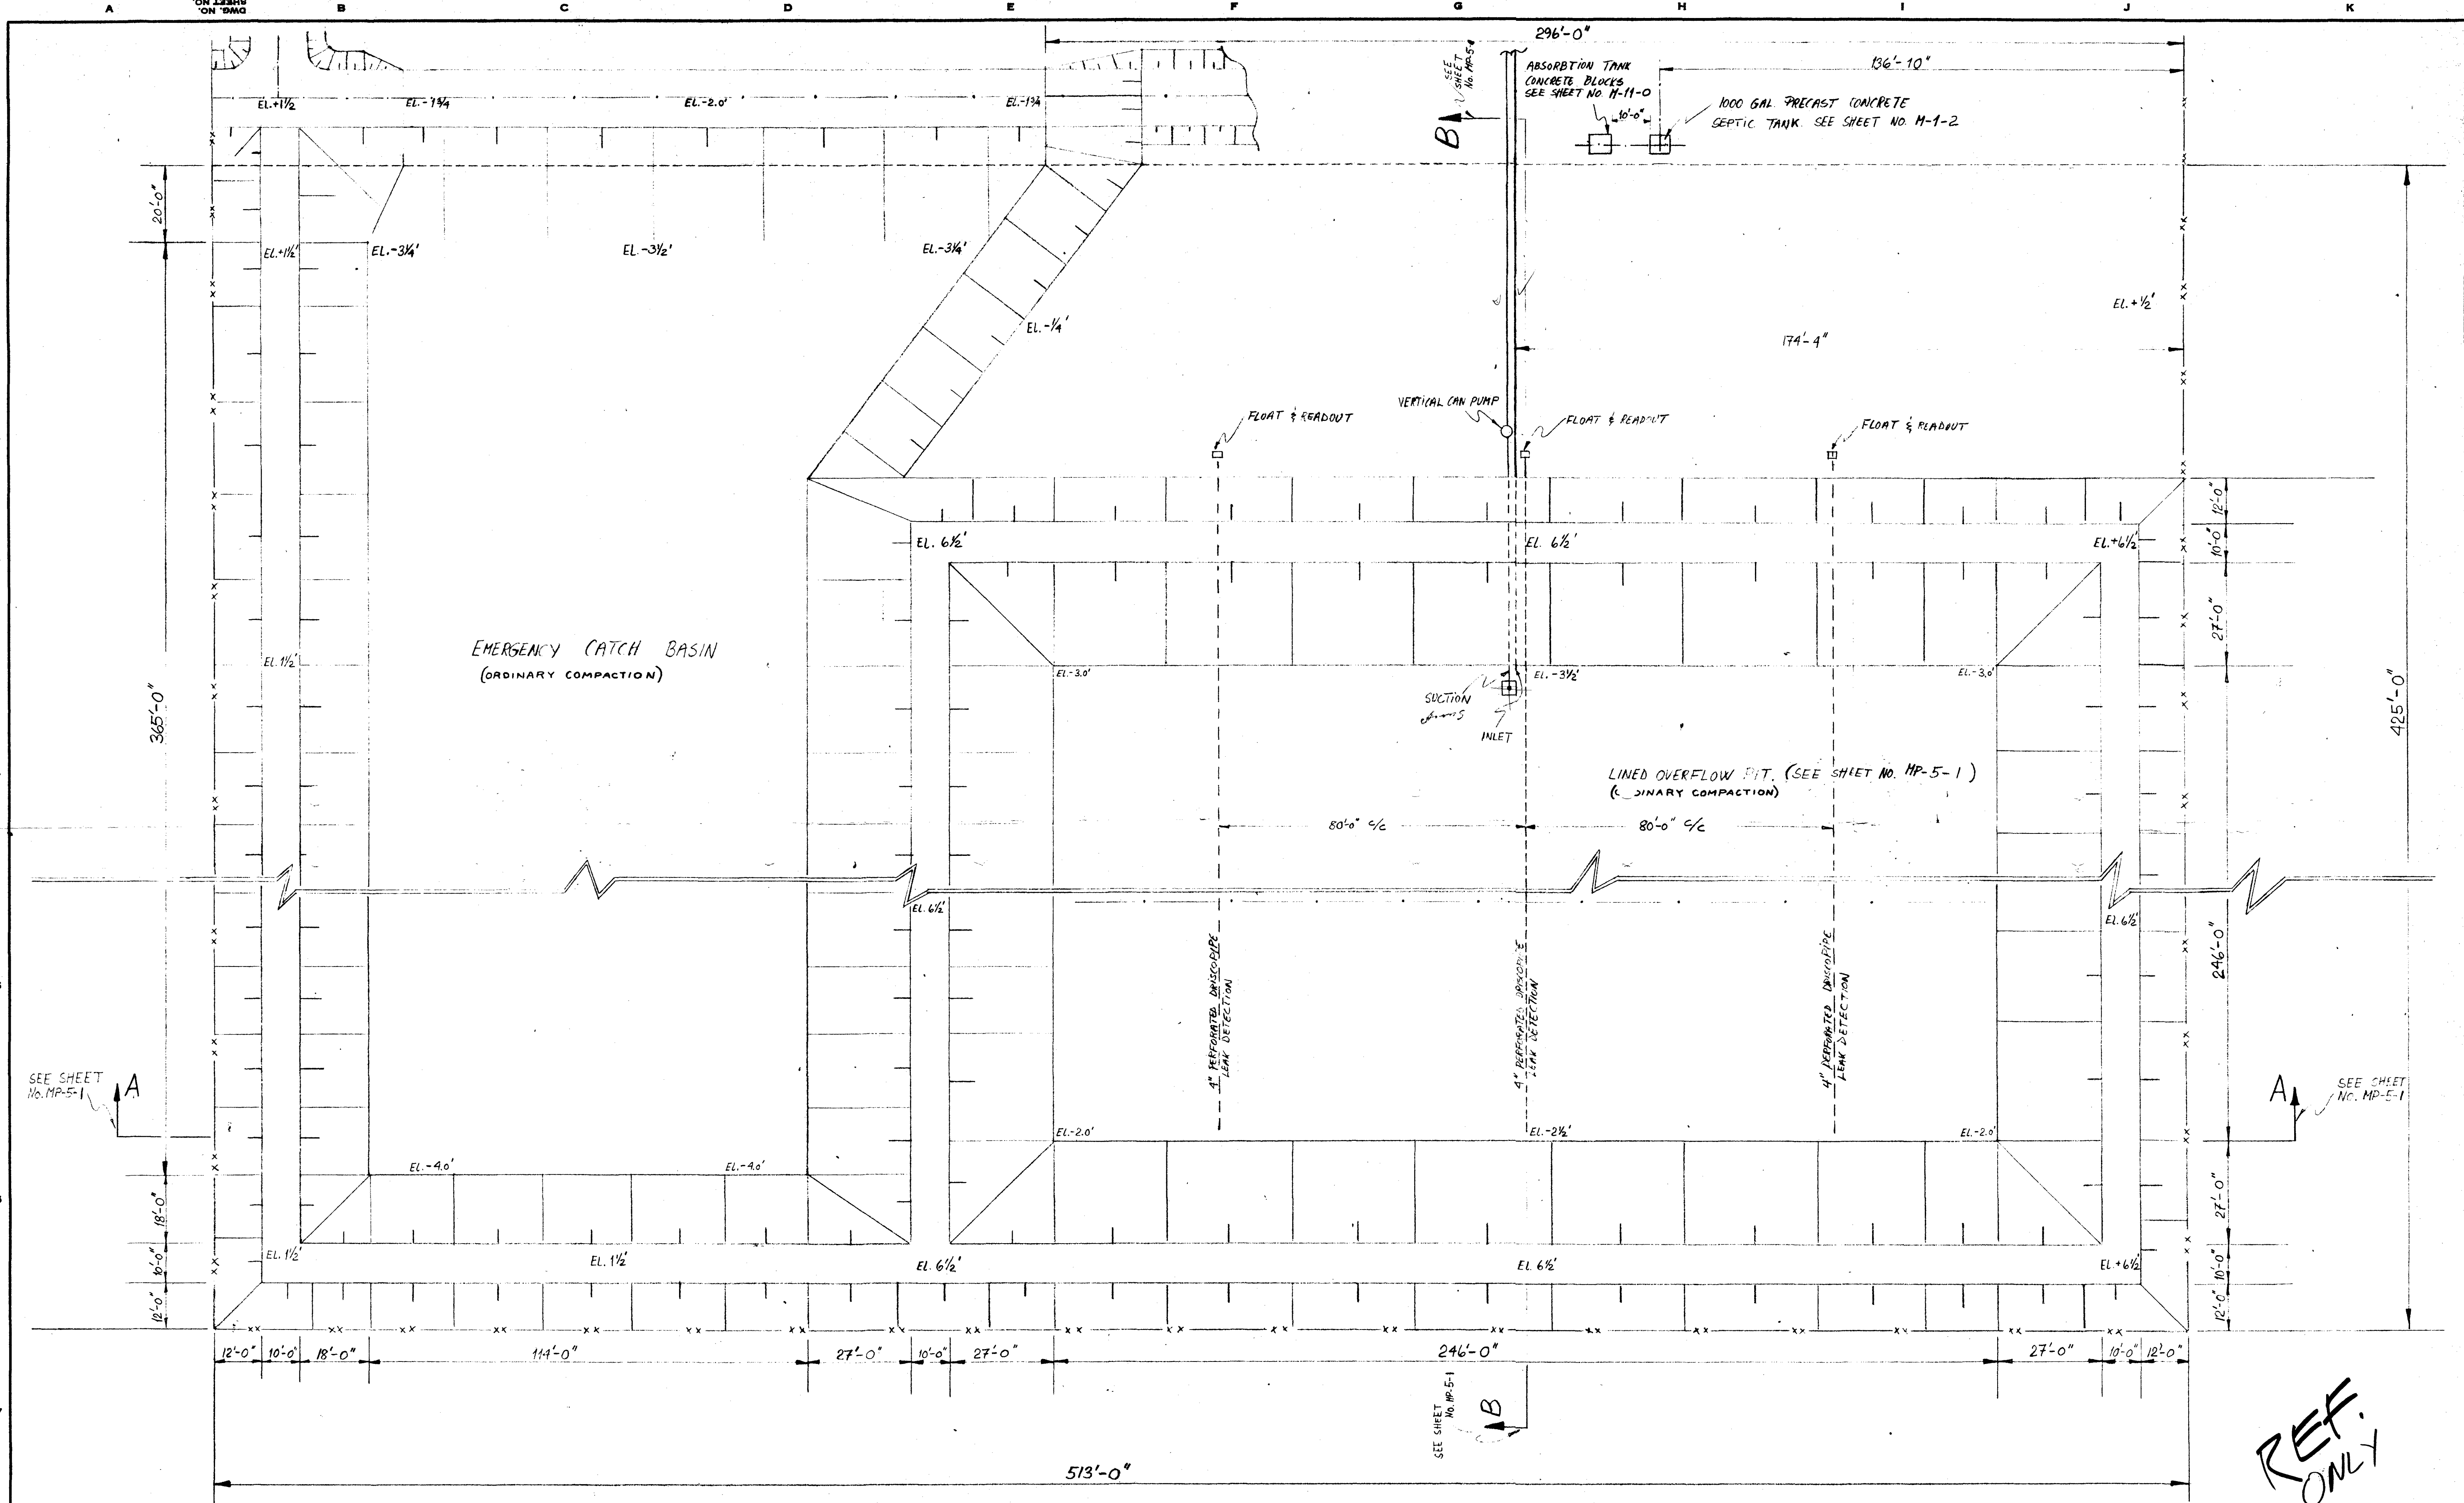 A B C D E F G H I J K
DWG. NO.
SHEET NO.
296'-0"
136'-10"
SEE
SHEET
No. MP-5-1
B
ABSORBTION TANK
CONCRETE BLOCKS
SEE SHEET NO. M-11-0
10'-0"
1000 GAL. PRECAST CONCRETE
SEPTIC TANK. SEE SHEET NO. M-1-2
EL.+1½
EL.-1¾
EL.-2.0'
EL.-1¾
20'-0"
EL.+1½'
EL.-3¼'
EL.-3½'
EL.-3¼'
EL.-¼'
EL.+½'
174'-4"
VERTICAL CAN PUMP
FLOAT & READOUT
FLOAT & READOUT
FLOAT & READOUT
12'-0"
10'-0"
27'-0"
EL. 6½'
EL. 6½'
EL.+6½'
EMERGENCY CATCH BASIN
(ORDINARY COMPACTION)
EL. 1½'
EL.-3.0'
EL.-3½'
EL.-3.0'
365'-0"
425'-0"
SUCTION
INLET
LINED OVERFLOW PIT. (SEE SHEET NO. MP-5-1)
COMPACTION)
80'-0" C/C
80'-0" C/C
EL. 6½'
EL. 6½'
246'-0"
4" PERFORATED DRISCOPIPE
LEAK DETECTION
4" PERFORATED DRISCOPIPE
LEAK DETECTION
4" PERFORATED DRISCOPIPE
LEAK DETECTION
SEE SHEET
No. MP-5-1
A
A
SEE SHEET
NO. MP-5-1
EL.-2.0'
EL.-2½'
EL.-2.0'
EL.-4.0'
EL.-4.0'
18'-0"
10'-0"
12'-0"
27'-0"
10'-0"
12'-0"
EL. 1½'
EL. 1½'
EL. 6½'
EL. 6½'
EL.+6½
12'-0" 10'-0" 18'-0" 114'-0" 27'-0" 10'-0" 27'-0" 246'-0" 27'-0" 10'-0" 12'-0"
SEE SHEET
No. MP-5-1
B
513'-0"
REF.
ONLY